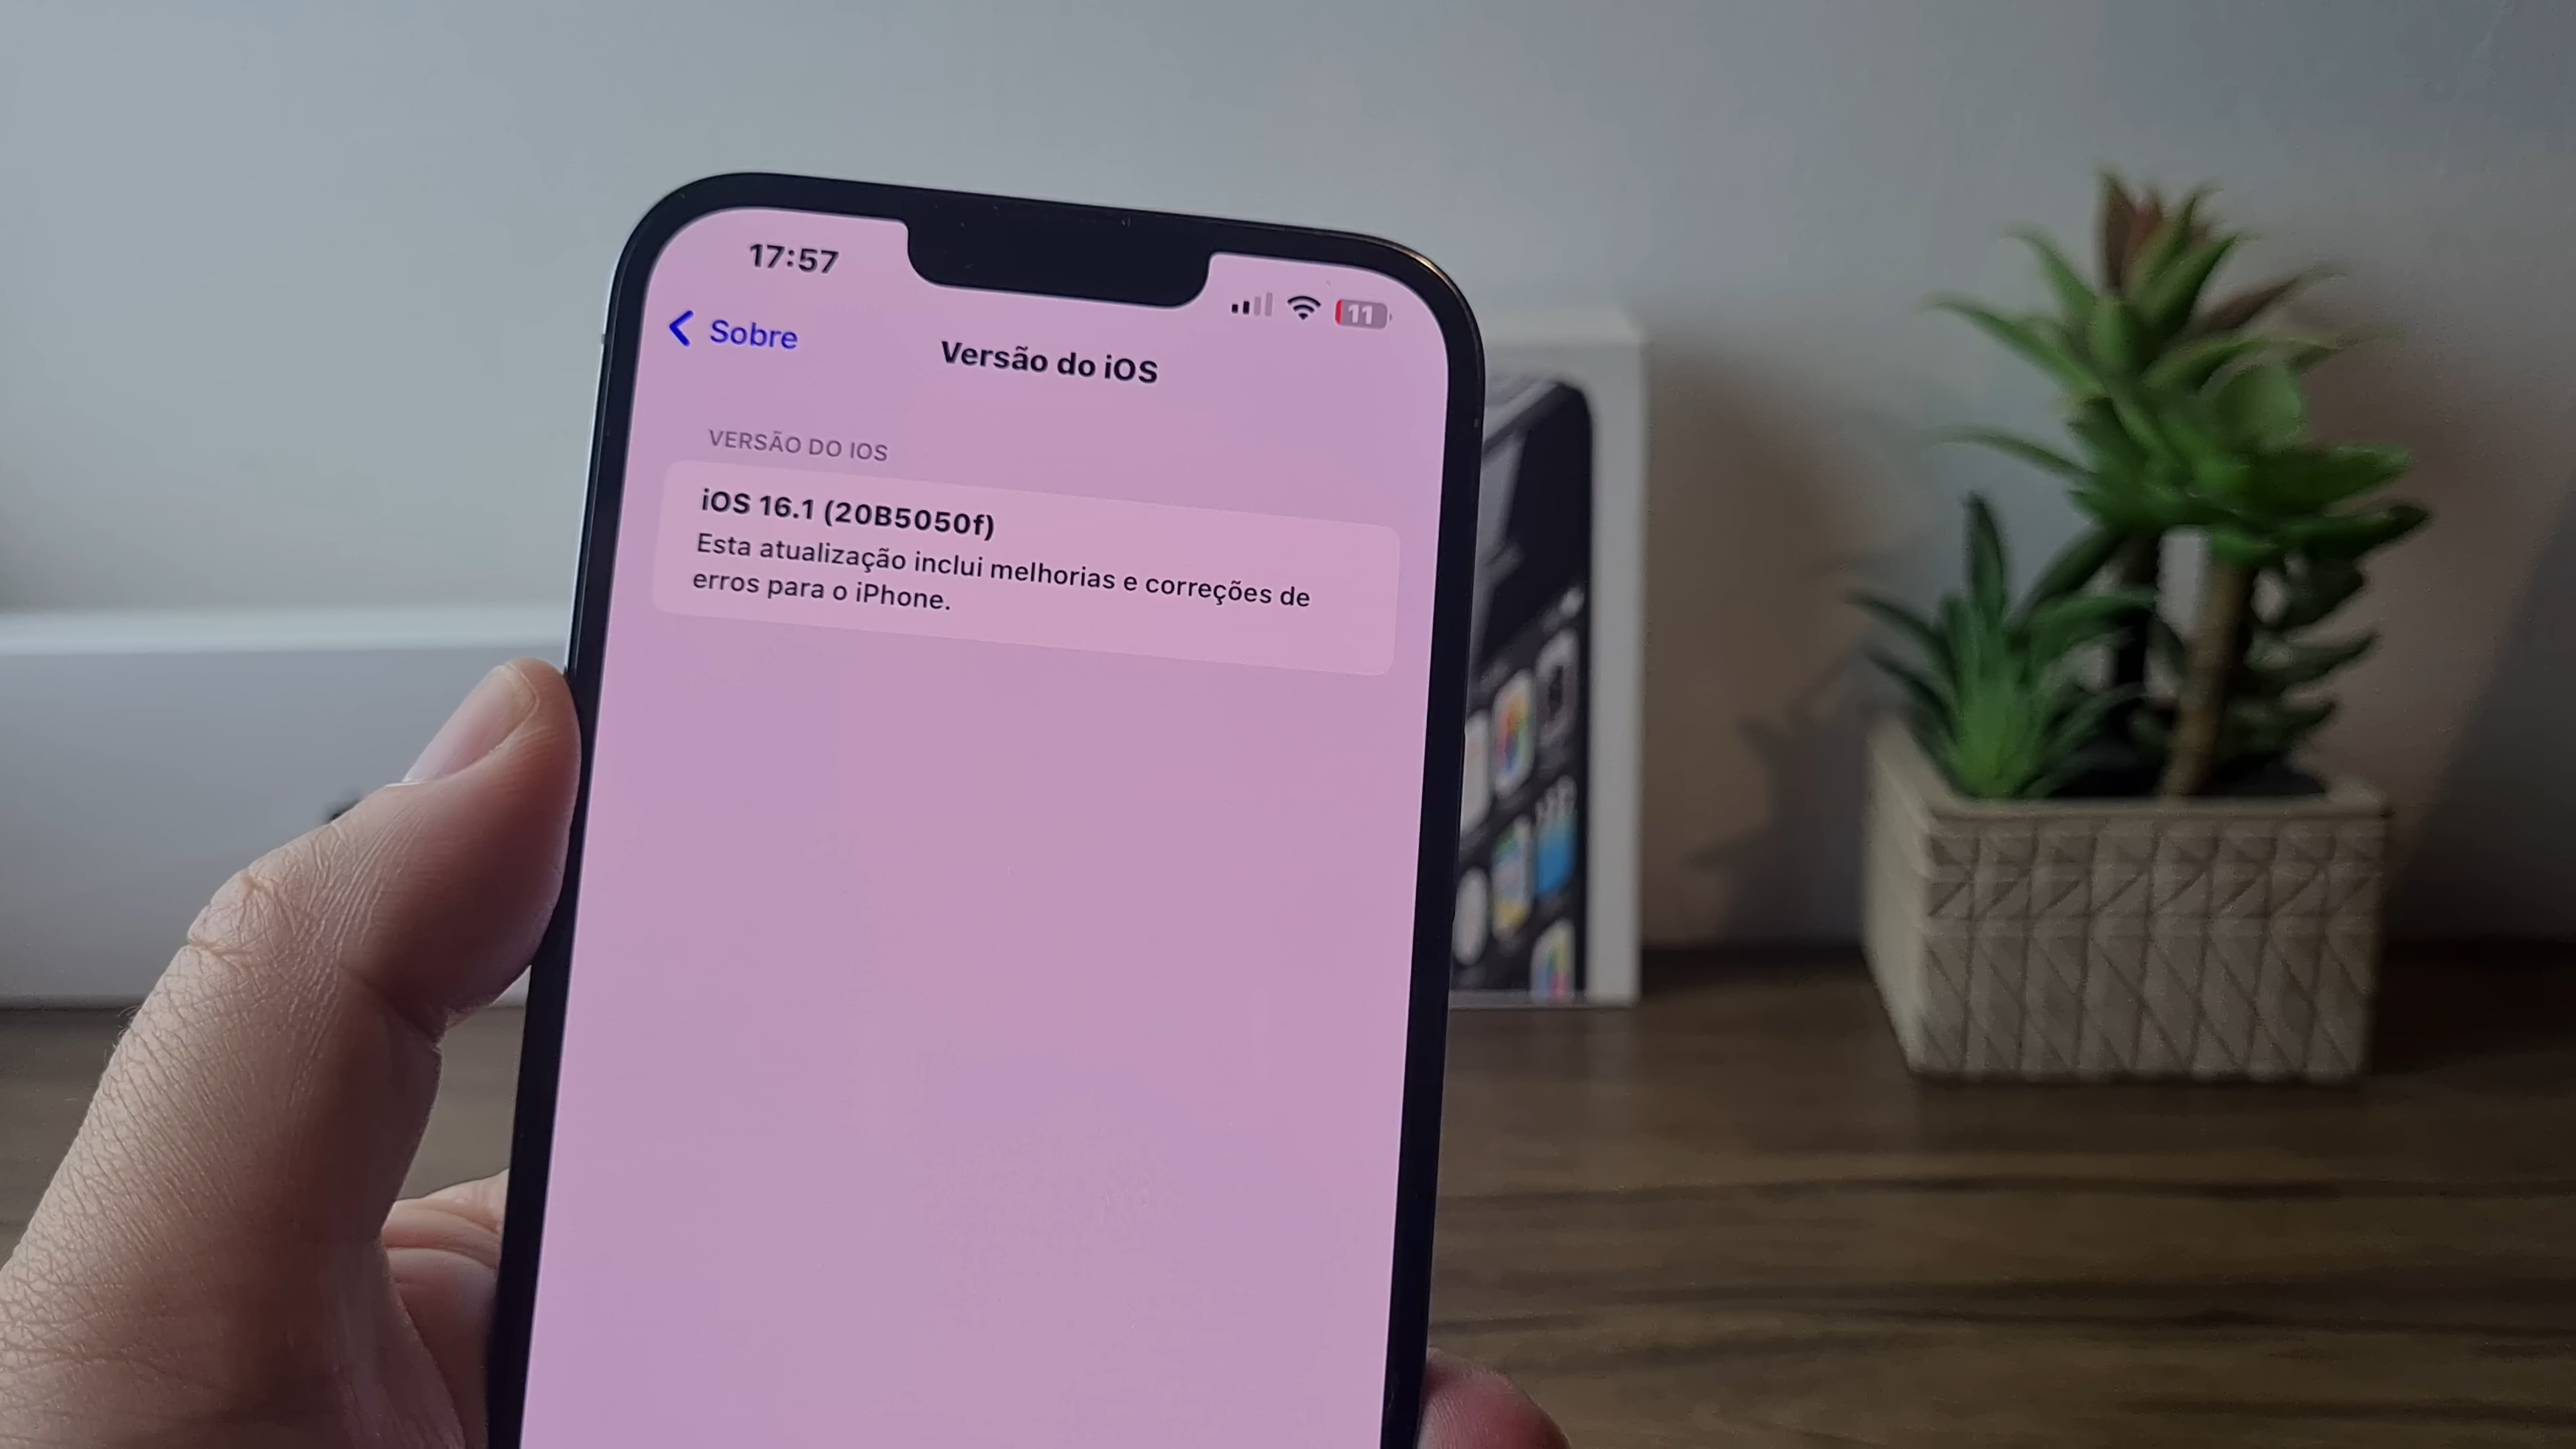 17:57
11
Sobre
Versão do iOS
VERSÃO DO IOS
iOS 16.1 (20B5050f)
Esta atualização inclui melhorias e correções de
erros para o iPhone.